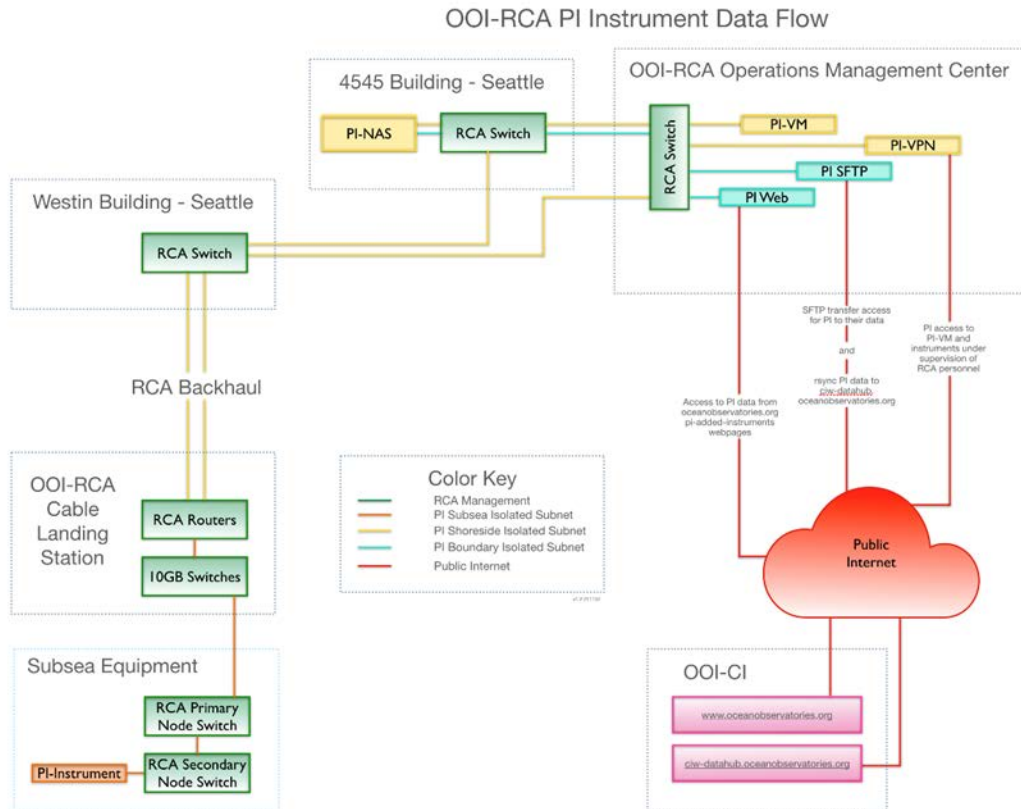 OOI-RCA PI Instrument Data Flow
4545 Building - Seattle
PI-NAS
RCA Switch
OOI-RCA Operations Management Center
RCA Switch
PI-VM
PI-VPN
PI SFTP
PI Web
Westin Building - Seattle
RCA Switch
RCA Backhaul
SFTP transfer access
for PI to their data
and
rsync PI data to
ciw-datahub.
oceanobservatories.org
PI access to
PI-VM and
instruments under
supervision of
RCA personnel
Access to PI data from
oceanobservatories.org
pi-added-instruments
webpages
OOI-RCA
Cable
Landing
Station
RCA Routers
10GB Switches
Color Key
RCA Management
PI Subsea Isolated Subnet
PI Shoreside Isolated Subnet
PI Boundary Isolated Subnet
Public Internet
Public
Internet
Subsea Equipment
RCA Primary
Node Switch
PI-Instrument
RCA Secondary
Node Switch
OOI-CI
www.oceanobservatories.org
ciw-datahub.oceanobservatories.org